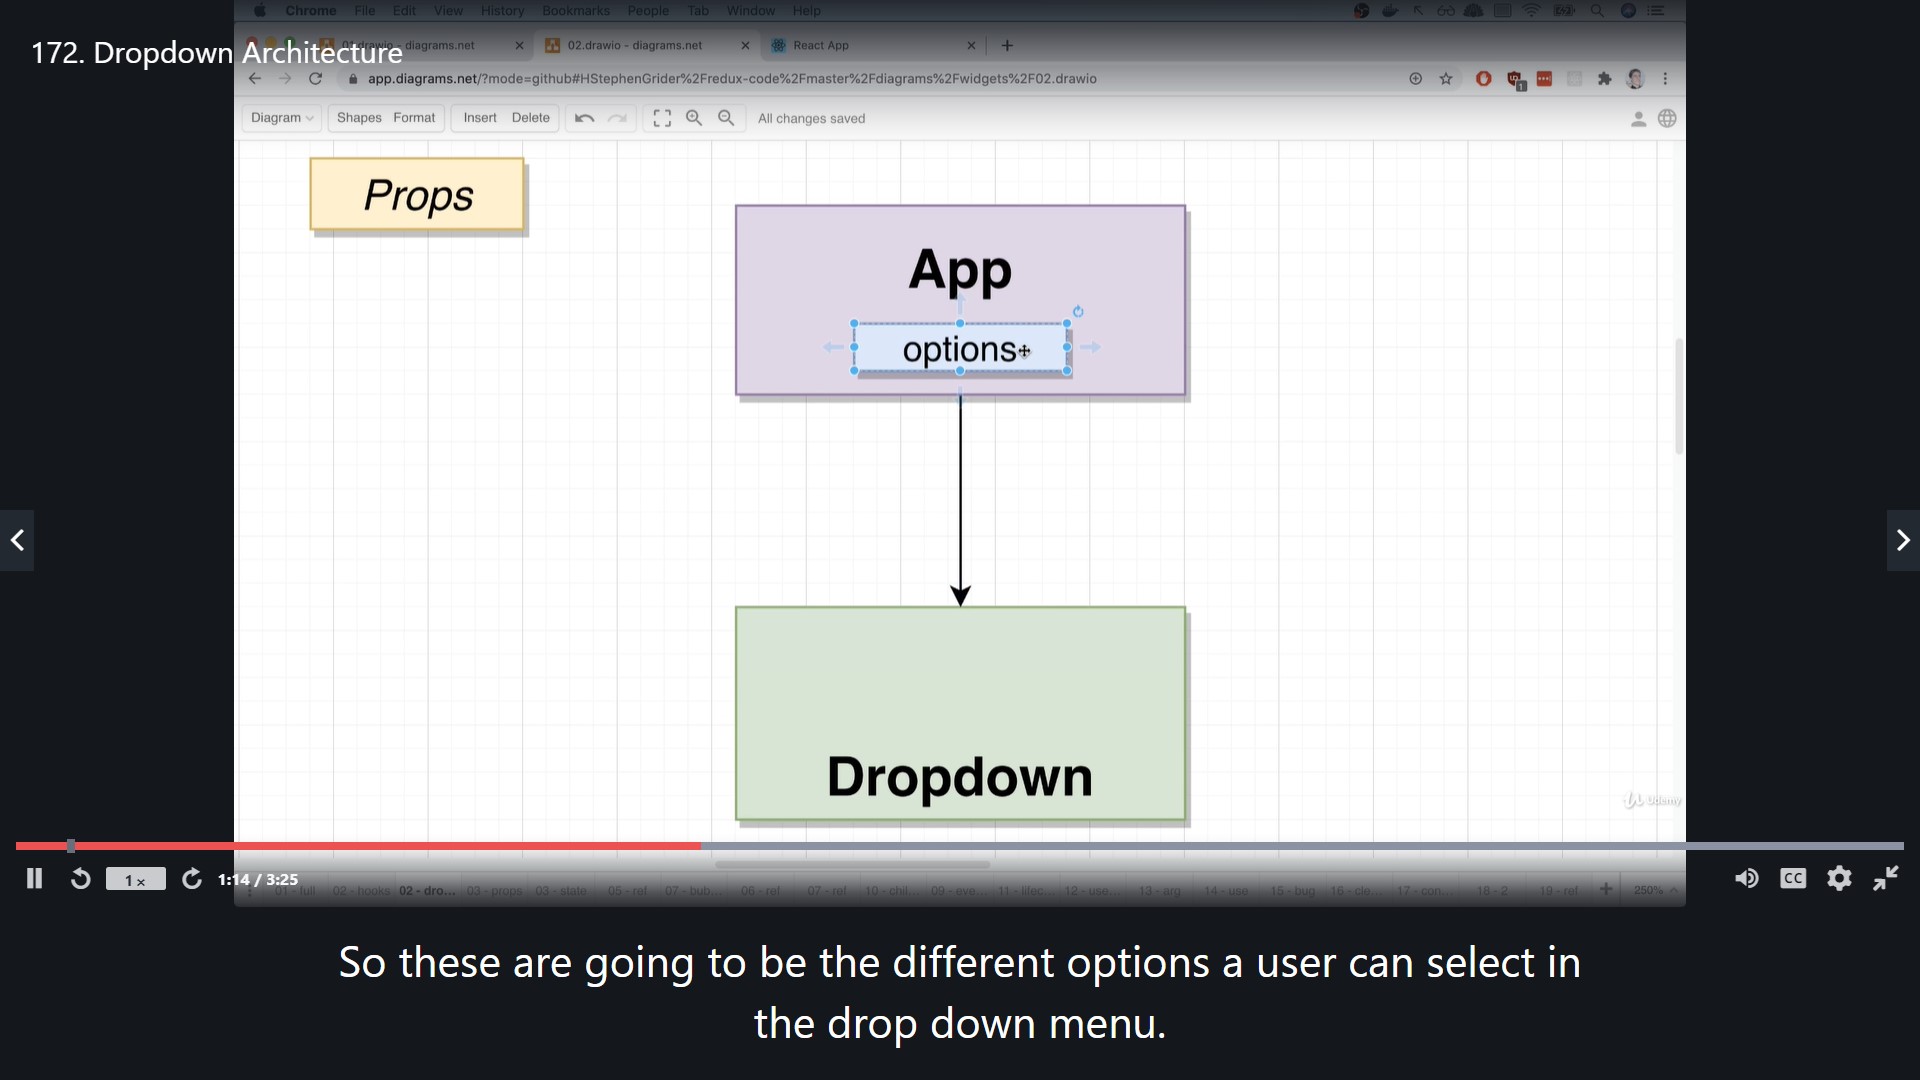 Chrome File Edit View History Bookmarks People Tab Window Help
172. Dropdown Architecture
02.drawio - diagrams.net
React App
app.diagrams.net/?mode=github#HStephenGrider%2Fredux-code%2Fmaster%2Fdiagrams%2Fwidgets%2F02.drawio
Diagram Shapes Format Insert Delete All changes saved
Props
App
options
Dropdown
Udemy
1 x
1:14 / 3:25
CC
full 02 - hooks 02 - dro... 03 - props 03 - state 05 - ref 07 - bub... 06 - ref 07 - ref 10 - chil... 09 - eve... 11 - lifec... 12 - use... 13 - arg 14 - use 15 - bug 16 - cle... 17 - con... 18 - 2 19 - ref 250%
So these are going to be the different options a user can select in
the drop down menu.